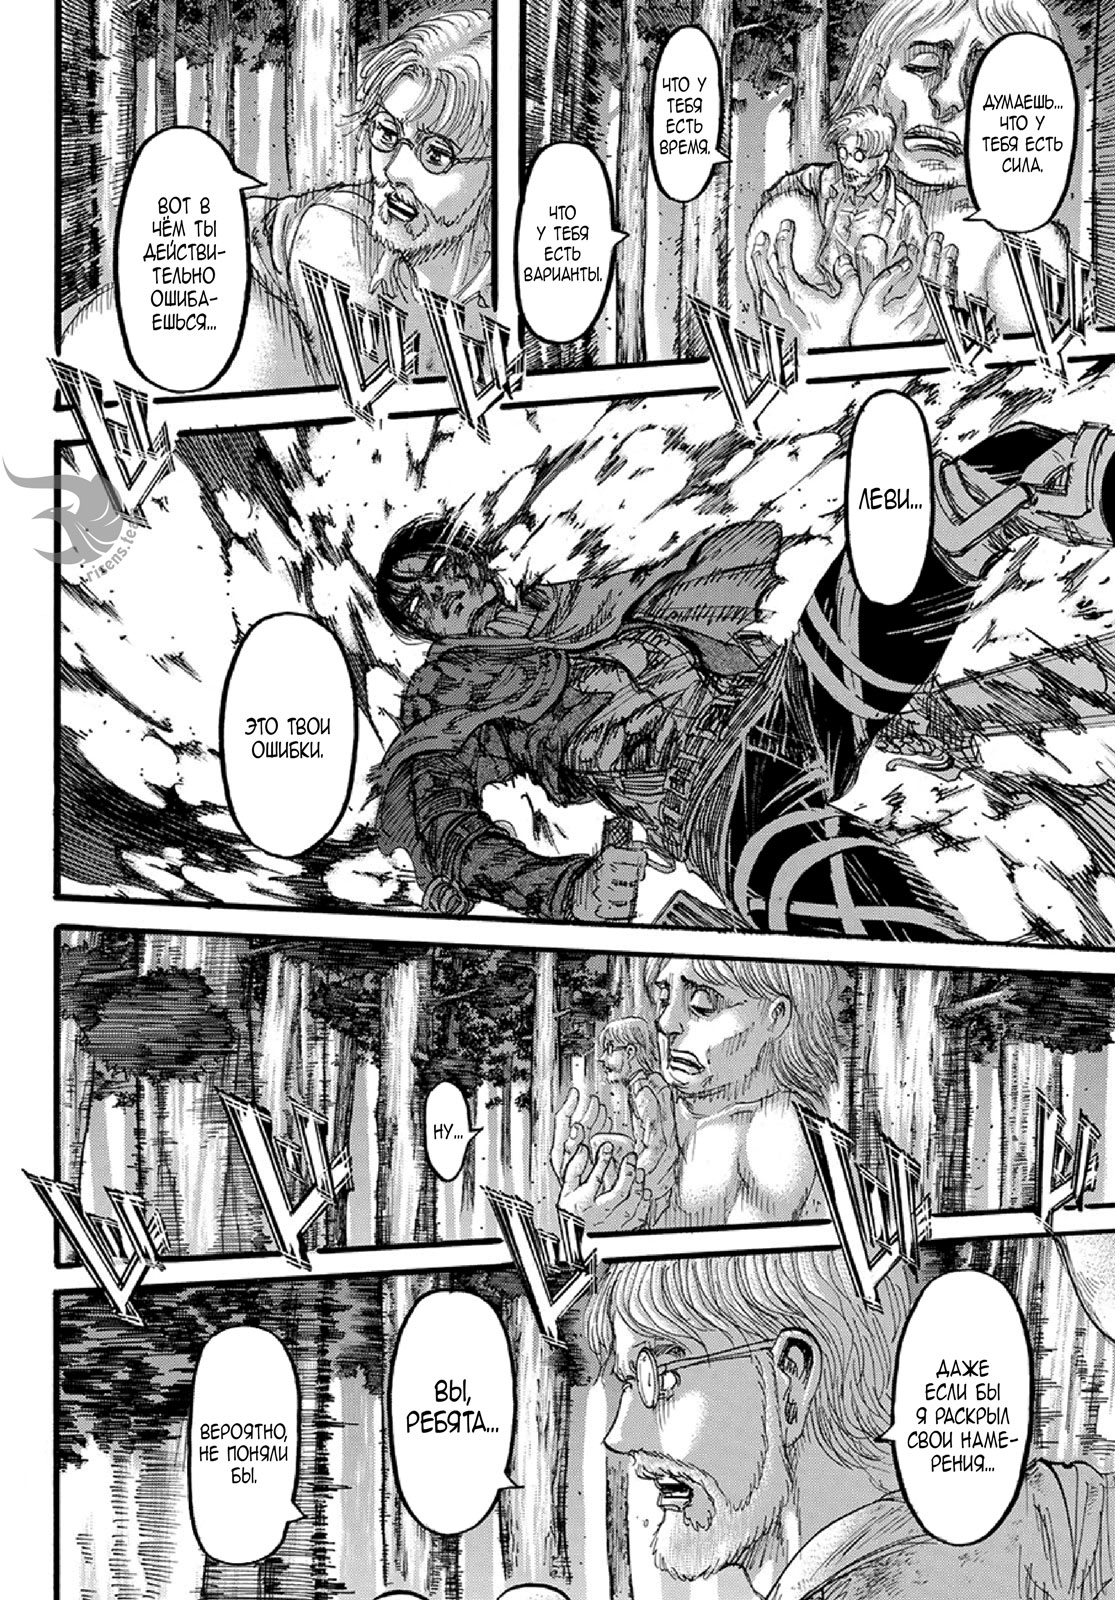 ДУМАЕШЬ...
ЧТО У
ТЕБЯ ЕСТЬ
СИЛА.
ЧТО У
ТЕБЯ
ЕСТЬ
ВРЕМЯ.
ЧТО
У ТЕБЯ
ЕСТЬ
ВАРИАНТЫ.
ВОТ В
ЧЁМ ТЫ
ДЕЙСТВИ-
ТЕЛЬНО
ОШИБА-
ЕШЬСЯ...
ЛЕВИ...
ЭТО ТВОИ
ОШИБКИ.
risens.te
НУ...
ДАЖЕ
ЕСЛИ БЫ
Я РАСКРЫЛ
СВОИ НАМЕ-
РЕНИЯ...
ВЫ,
РЕБЯТА...
ВЕРОЯТНО,
НЕ ПОНЯЛИ
БЫ.